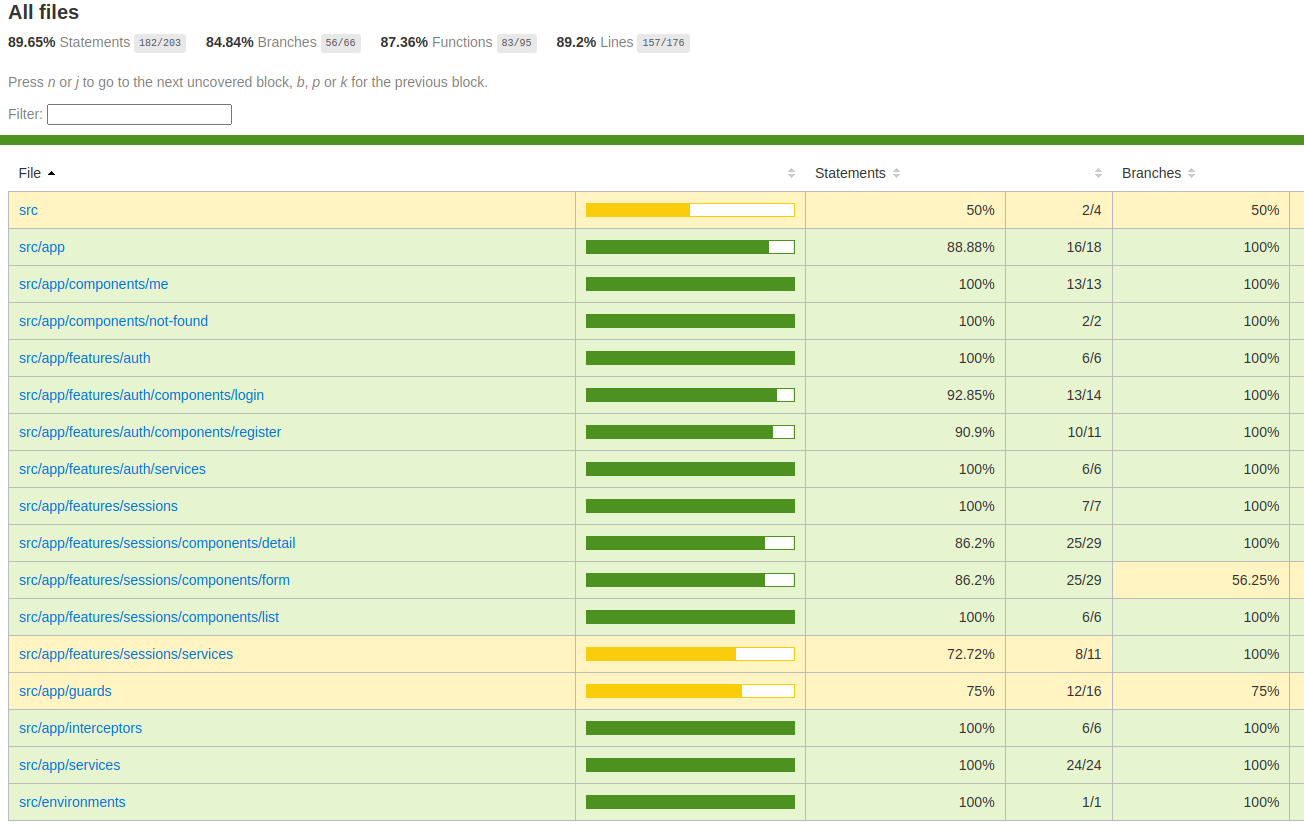 All files
89.65% Statements 182/203 84.84% Branches 56/66 87.36% Functions 83/95 89.2% Lines 157/176
Press n or j to go to the next uncovered block, b, p or k for the previous block.
Filter:
File Statements Branches
src 50% 2/4 50%
src/app 88.88% 16/18 100%
src/app/components/me 100% 13/13 100%
src/app/components/not-found 100% 2/2 100%
src/app/features/auth 100% 6/6 100%
src/app/features/auth/components/login 92.85% 13/14 100%
src/app/features/auth/components/register 90.9% 10/11 100%
src/app/features/auth/services 100% 6/6 100%
src/app/features/sessions 100% 7/7 100%
src/app/features/sessions/components/detail 86.2% 25/29 100%
src/app/features/sessions/components/form 86.2% 25/29 56.25%
src/app/features/sessions/components/list 100% 6/6 100%
src/app/features/sessions/services 72.72% 8/11 100%
src/app/guards 75% 12/16 75%
src/app/interceptors 100% 6/6 100%
src/app/services 100% 24/24 100%
src/environments 100% 1/1 100%